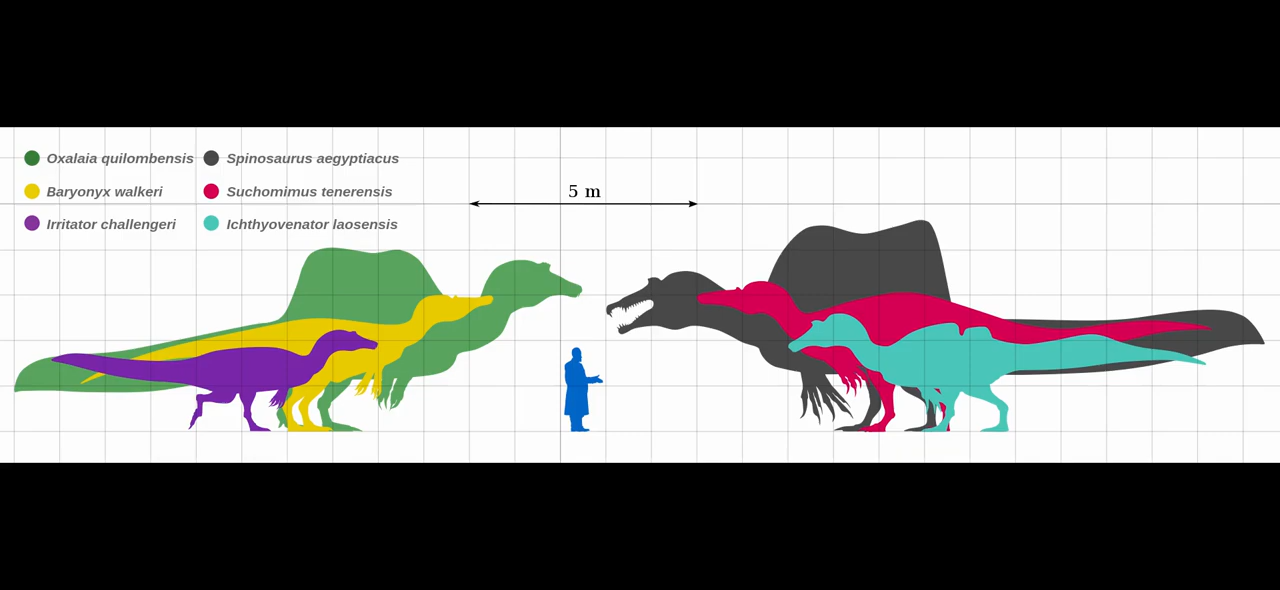 Oxalaia quilombensis
Spinosaurus aegyptiacus
Baryonyx walkeri
Suchomimus tenerensis
Irritator challengeri
Ichthyovenator laosensis
5 m